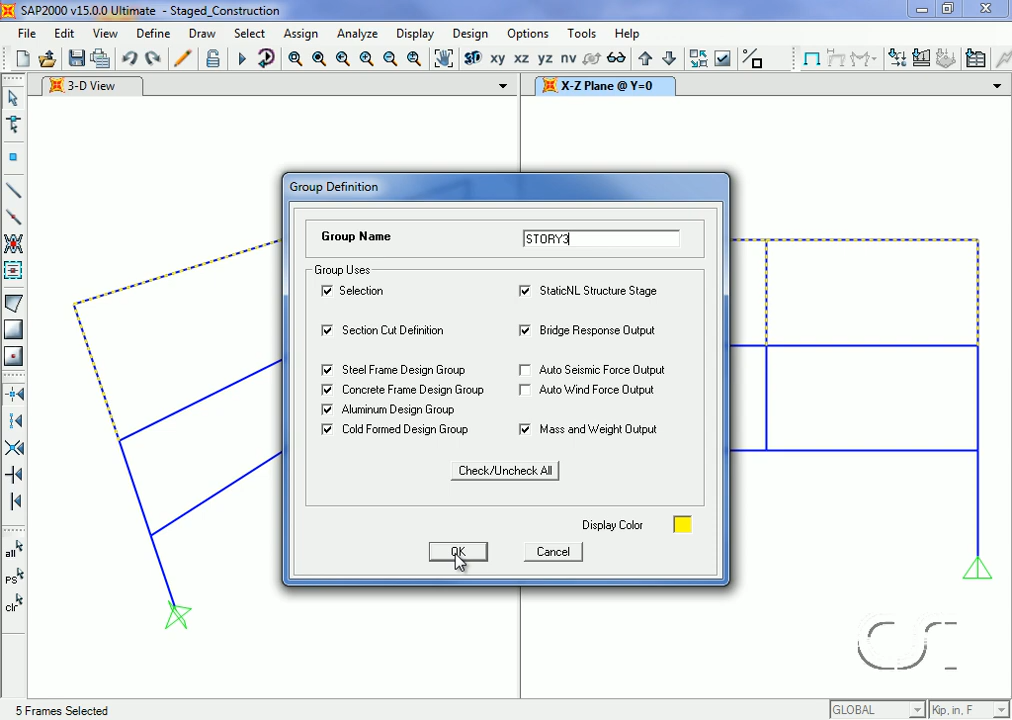 SAP2000 v15.0.0 Ultimate - Staged_Construction
File Edit View Define Draw Select Assign Analyze Display Design Options Tools Help
3D xy xz yz nv
3-D View
X-Z Plane @ Y=0
Group Definition
Group Name STORY3
Group Uses
Selection StaticNL Structure Stage
Section Cut Definition Bridge Response Output
Steel Frame Design Group Auto Seismic Force Output
Concrete Frame Design Group Auto Wind Force Output
Aluminum Design Group
Cold Formed Design Group Mass and Weight Output
Check/Uncheck All
Display Color
OK Cancel
all
PS
clr
CSI
5 Frames Selected GLOBAL Kip, in, F